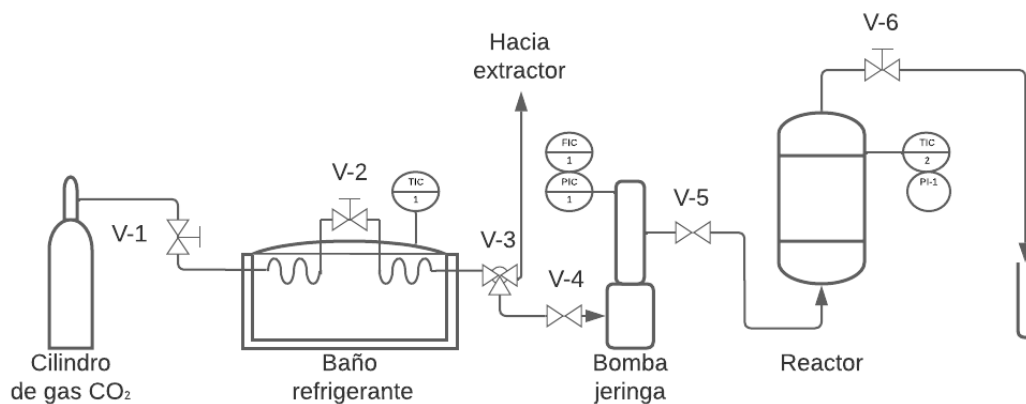 V-6
Hacia
extractor
FIC
1
TIC
2
V-2
TIC
1
PIC
1
PI-1
V-5
V-1
V-3
V-4
Cilindro
de gas CO₂
Baño
refrigerante
Bomba
jeringa
Reactor